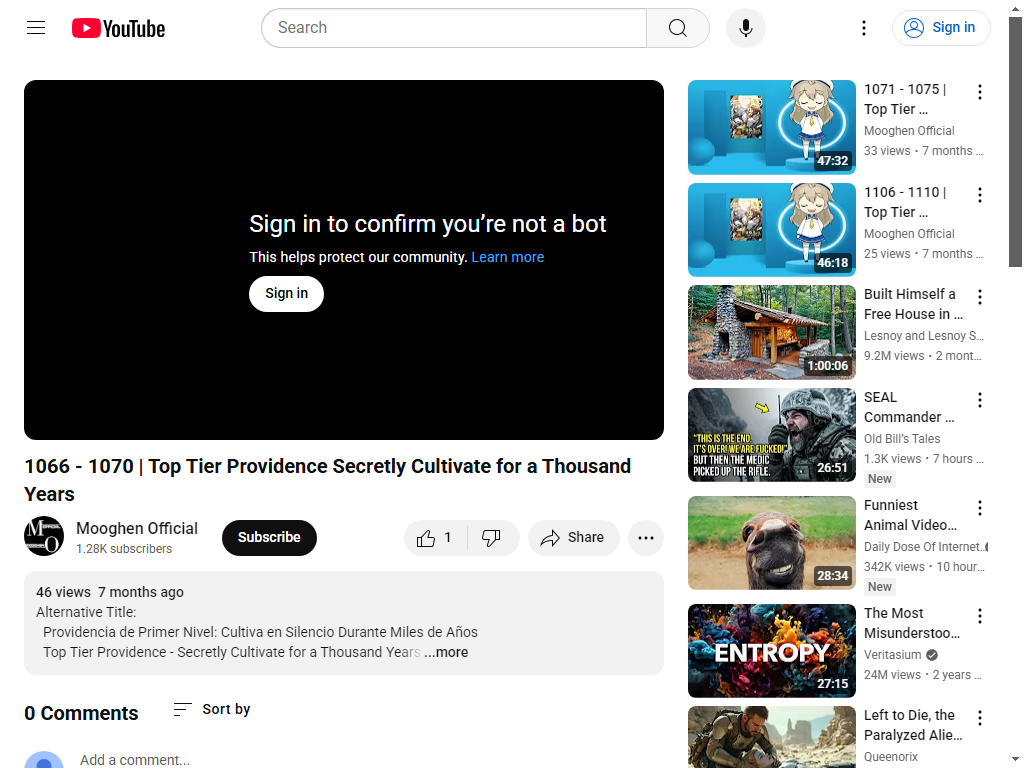 YouTube
Search
Sign in
Sign in to confirm you’re not a bot
This helps protect our community. Learn more
Sign in
1066 - 1070 | Top Tier Providence Secretly Cultivate for a Thousand
Years
Mooghen Official
1.28K subscribers
Subscribe
1
Share
46 views 7 months ago
Alternative Title:
Providencia de Primer Nivel: Cultiva en Silencio Durante Miles de Años
Top Tier Providence - Secretly Cultivate for a Thousand Years ...more
0 Comments
Sort by
Add a comment...
47:32
1071 - 1075 |
Top Tier ...
Mooghen Official
33 views • 7 months ...
46:18
1106 - 1110 |
Top Tier ...
Mooghen Official
25 views • 7 months ...
1:00:06
Built Himself a
Free House in ...
Lesnoy and Lesnoy S...
9.2M views • 2 mont...
"THIS IS THE END.
IT'S OVER! WE ARE FUCKED!"
BUT THEN THE MEDIC
PICKED UP THE RIFLE.
26:51
SEAL
Commander ...
Old Bill's Tales
1.3K views • 7 hours ...
New
28:34
Funniest
Animal Video...
Daily Dose Of Internet..
342K views • 10 hour...
New
ENTROPY
27:15
The Most
Misunderstoo...
Veritasium
24M views • 2 years ...
Left to Die, the
Paralyzed Alie...
Queenorix